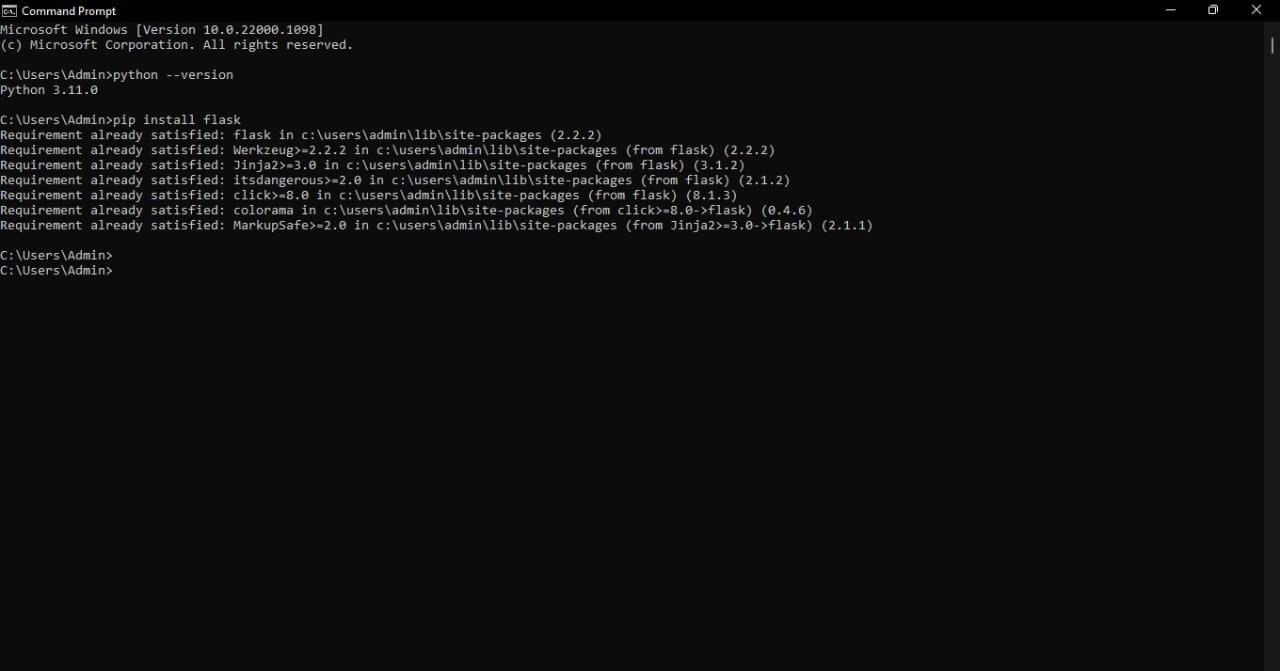 Command Prompt
Microsoft Windows [Version 10.0.22000.1098]
(c) Microsoft Corporation. All rights reserved.
C:\Users\Admin>python --version
Python 3.11.0
C:\Users\Admin>pip install flask
Requirement already satisfied: flask in c:\users\admin\lib\site-packages (2.2.2)
Requirement already satisfied: Werkzeug>=2.2.2 in c:\users\admin\lib\site-packages (from flask) (2.2.2)
Requirement already satisfied: Jinja2>=3.0 in c:\users\admin\lib\site-packages (from flask) (3.1.2)
Requirement already satisfied: itsdangerous>=2.0 in c:\users\admin\lib\site-packages (from flask) (2.1.2)
Requirement already satisfied: click>=8.0 in c:\users\admin\lib\site-packages (from flask) (8.1.3)
Requirement already satisfied: colorama in c:\users\admin\lib\site-packages (from click>=8.0->flask) (0.4.6)
Requirement already satisfied: MarkupSafe>=2.0 in c:\users\admin\lib\site-packages (from Jinja2>=3.0->flask) (2.1.1)
C:\Users\Admin>
C:\Users\Admin>